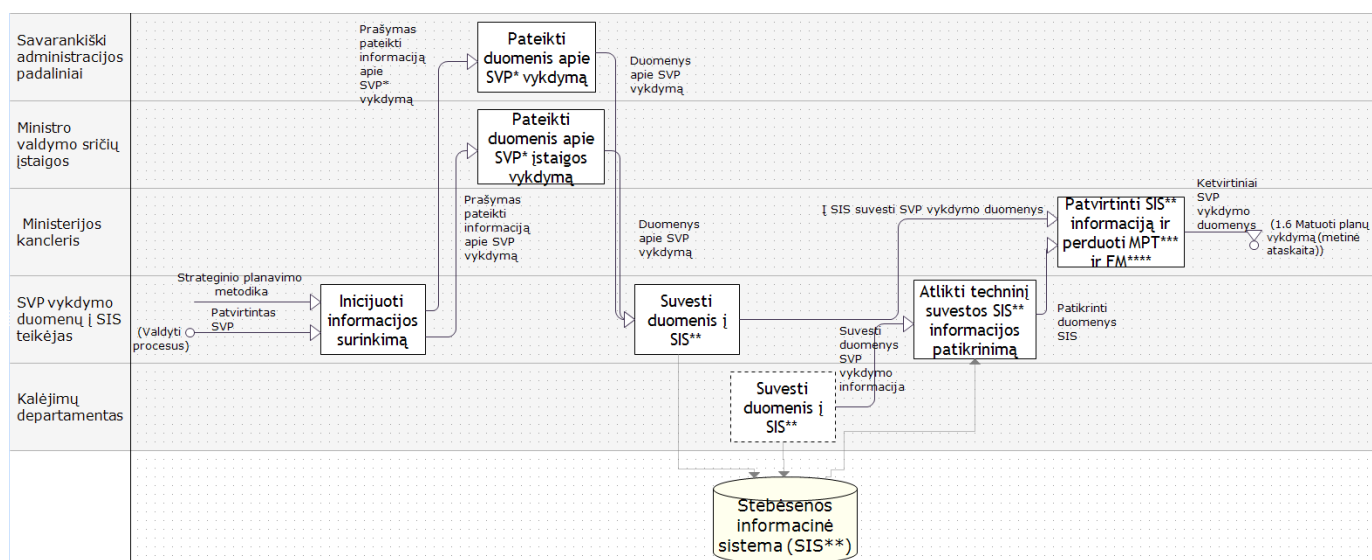 Savarankiški
administracijos
padaliniai
Prašymas
pateikti
informaciją
apie
SVP*
vykdymą
Pateikti
duomenis apie
SVP* vykdymą
Duomenys
apie SVP
vykdymą
Ministro
valdymo sričių
įstaigos
Pateikti
duomenis apie
SVP* įstaigos
vykdymą
Ministerijos
kancleris
Prašymas
pateikti
informaciją
apie SVP
vykdymą
Duomenys
apie SVP
vykdymą
Į SIS suvesti SVP vykdymo duomenys
Patvirtinti SIS**
informaciją ir
perduoti MPT***
ir FM****
Ketvirtiniai
SVP
vykdymo
duomenys
(1.6 Matuoti planų
vykdymą (metinė
ataskaita))
SVP vykdymo
duomenų į SIS
teikėjas
Strateginio planavimo
metodika
Patvirtintas
SVP
(Valdyti
procesus)
Inicijuoti
informacijos
surinkimą
Suvesti
duomenis į
SIS**
Suvesti
duomenys
SVP
vykdymo
informacija
Atlikti techninį
suvestos SIS**
informacijos
patikrinimą
Patikrinti
duomenys
SIS
Kalėjimų
departamentas
Suvesti
duomenis į
SIS**
Stebėsenos
informacinė
sistema (SIS**)